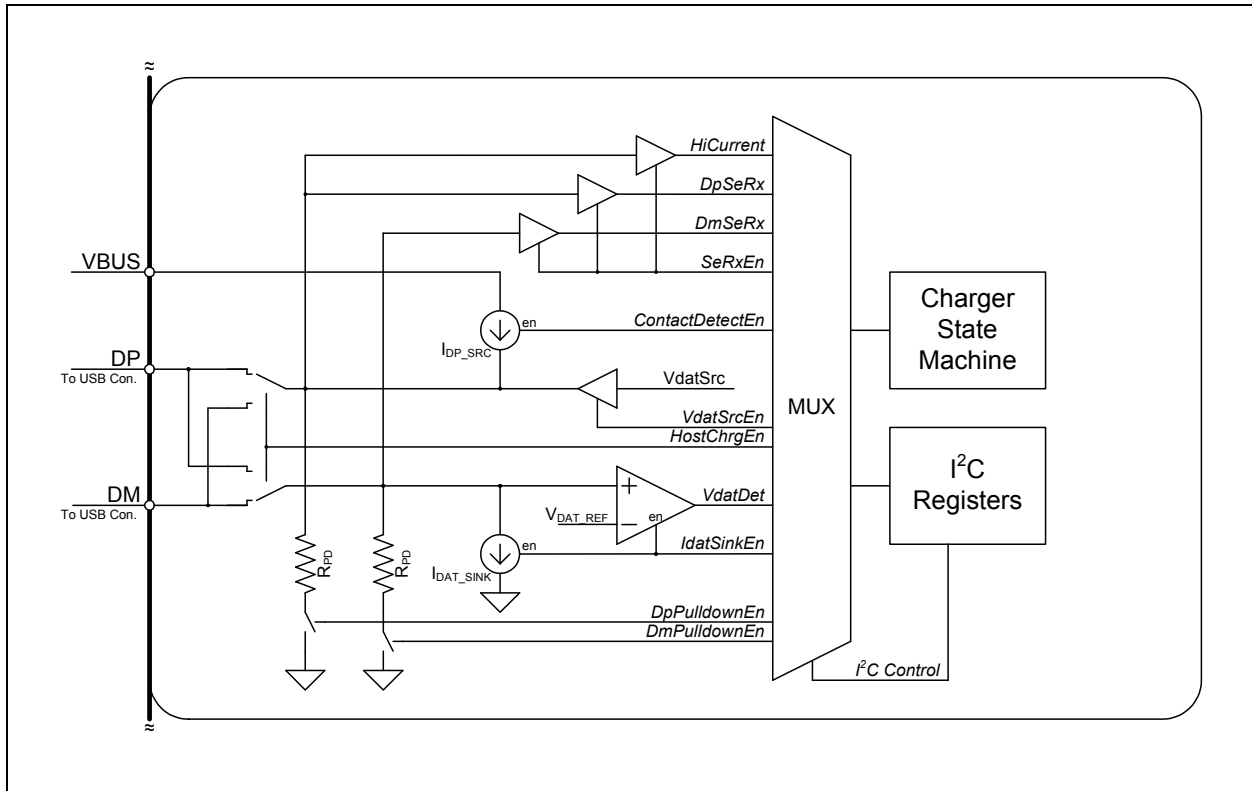 ≈
HiCurrent
DpSeRx
DmSeRx
VBUS
SeRxEn
Charger
State
Machine
en
ContactDetectEn
I_DP_SRC
DP
To USB Con.
VdatSrc
MUX
VdatSrcEn
HostChrgEn
I²C
Registers
DM
To USB Con.
+
VdatDet
V_DAT_REF
−
en
en
IdatSinkEn
I_DAT_SINK
R_PD
R_PD
DpPulldownEn
DmPulldownEn
I²C Control
≈